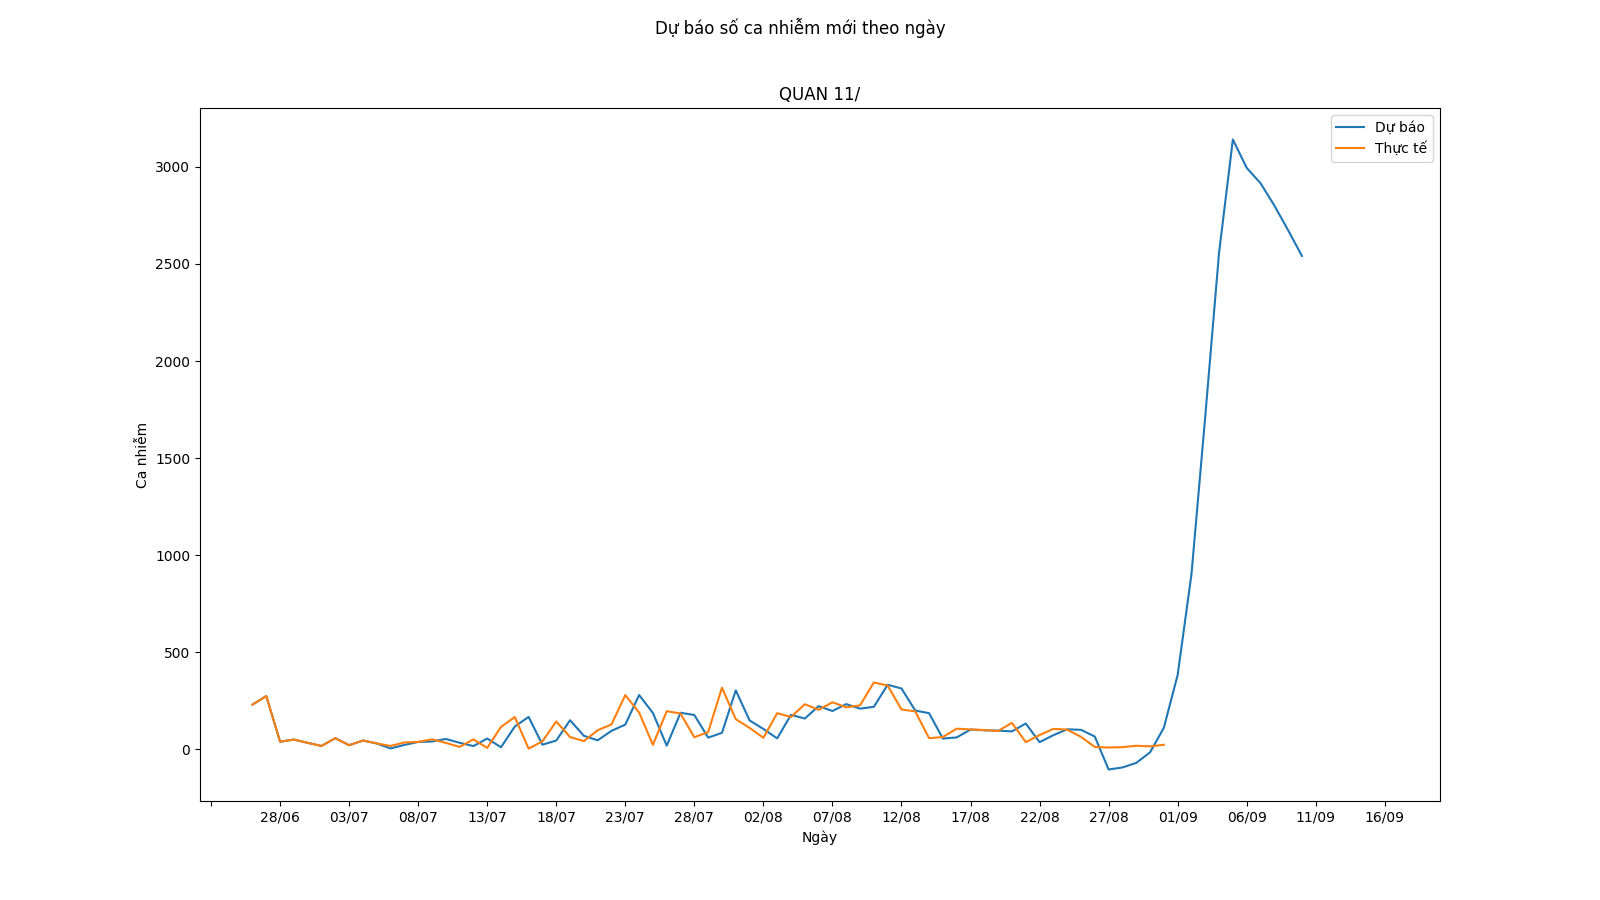 Dự báo số ca nhiễm mới theo ngày
QUAN 11/
Dự báo
Thực tế
3000
2500
2000
1500
1000
500
0
Ca nhiễm
28/06 03/07 08/07 13/07 18/07 23/07 28/07 02/08 07/08 12/08 17/08 22/08 27/08 01/09 06/09 11/09 16/09
Ngày